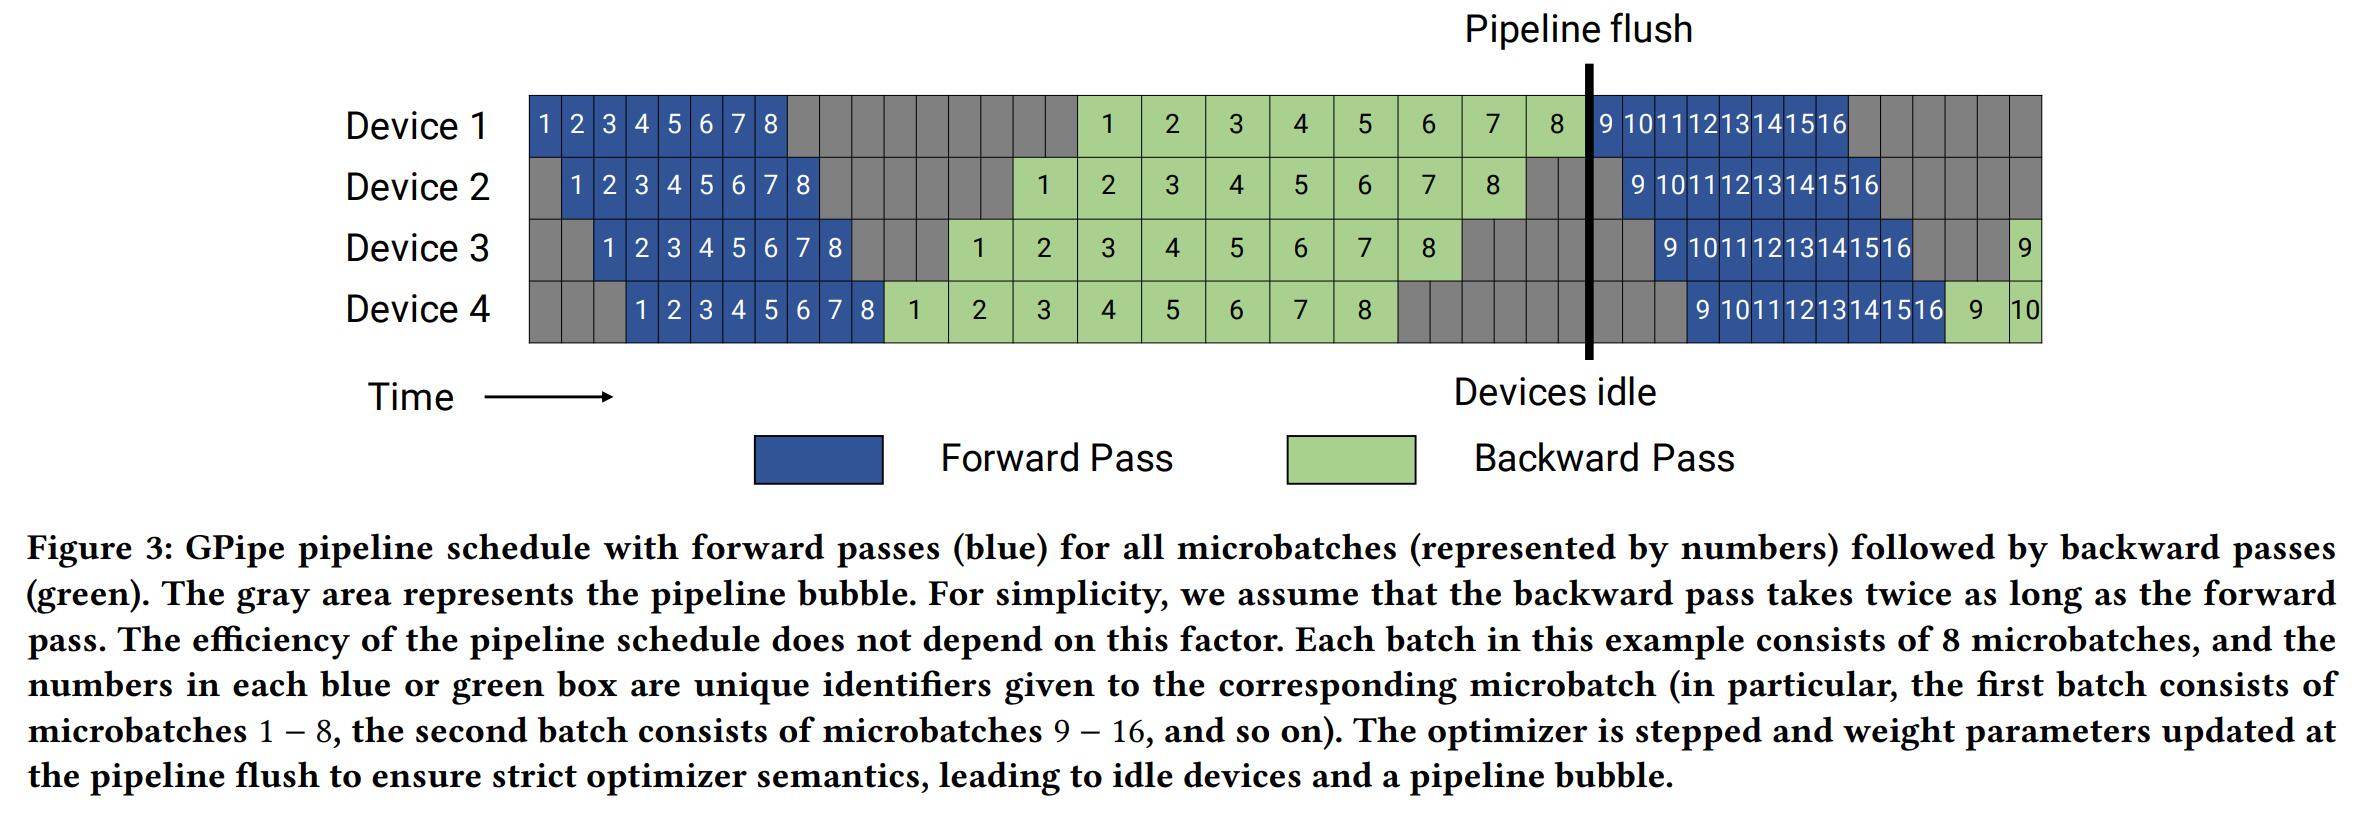 Pipeline flush
Device 1 1 2 3 4 5 6 7 8 1 2 3 4 5 6 7 8 9 10 11 12 13 14 15 16
Device 2 1 2 3 4 5 6 7 8 1 2 3 4 5 6 7 8 9 10 11 12 13 14 15 16
Device 3 1 2 3 4 5 6 7 8 1 2 3 4 5 6 7 8 9 10 11 12 13 14 15 16 9
Device 4 1 2 3 4 5 6 7 8 1 2 3 4 5 6 7 8 9 10 11 12 13 14 15 16 9 10
Time Devices idle
Forward Pass Backward Pass
Figure 3: GPipe pipeline schedule with forward passes (blue) for all microbatches (represented by numbers) followed by backward passes
(green). The gray area represents the pipeline bubble. For simplicity, we assume that the backward pass takes twice as long as the forward
pass. The efficiency of the pipeline schedule does not depend on this factor. Each batch in this example consists of 8 microbatches, and the
numbers in each blue or green box are unique identifiers given to the corresponding microbatch (in particular, the first batch consists of
microbatches 1 − 8, the second batch consists of microbatches 9 − 16, and so on). The optimizer is stepped and weight parameters updated at
the pipeline flush to ensure strict optimizer semantics, leading to idle devices and a pipeline bubble.